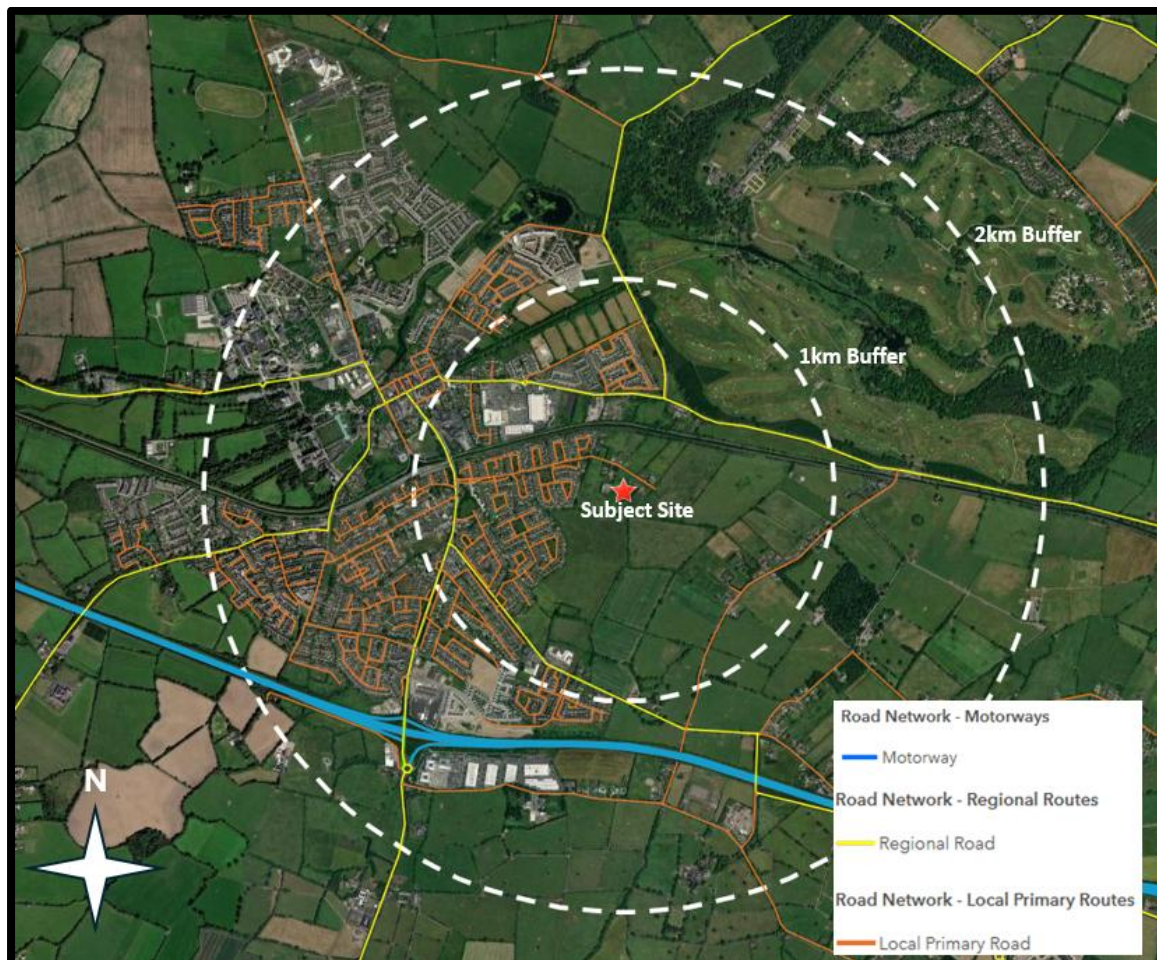 2km Buffer
1km Buffer
Subject Site
N
Road Network - Motorways
Motorway
Road Network - Regional Routes
Regional Road
Road Network - Local Primary Routes
Local Primary Road